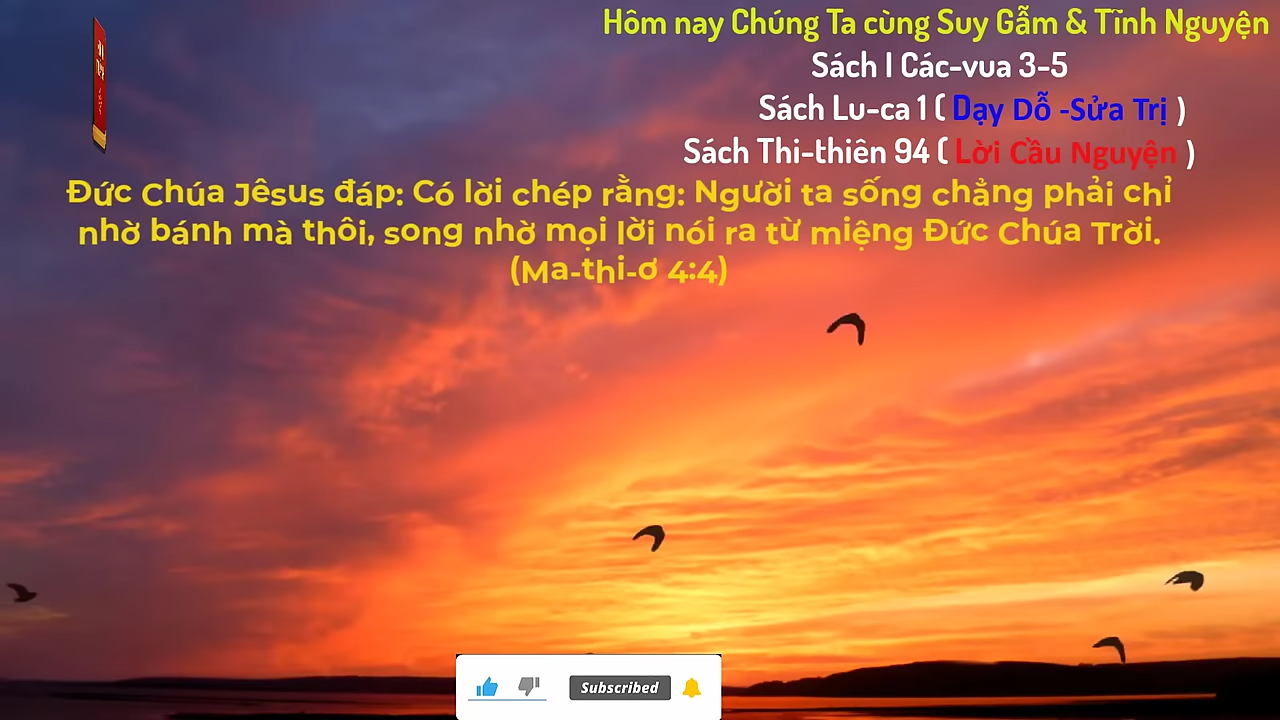 Hôm nay Chúng Ta cùng Suy Gẫm & Tĩnh Nguyện
Sách I Các-vua 3-5
Sách Lu-ca 1 ( Dạy Dỗ -Sửa Trị )
Sách Thi-thiên 94 ( Lời Cầu Nguyện )
Đức Chúa Jêsus đáp: Có lời chép rằng: Người ta sống chẳng phải chỉ
nhờ bánh mà thôi, song nhờ mọi lời nói ra từ miệng Đức Chúa Trời.
(Ma-thi-ơ 4:4)
Subscribed